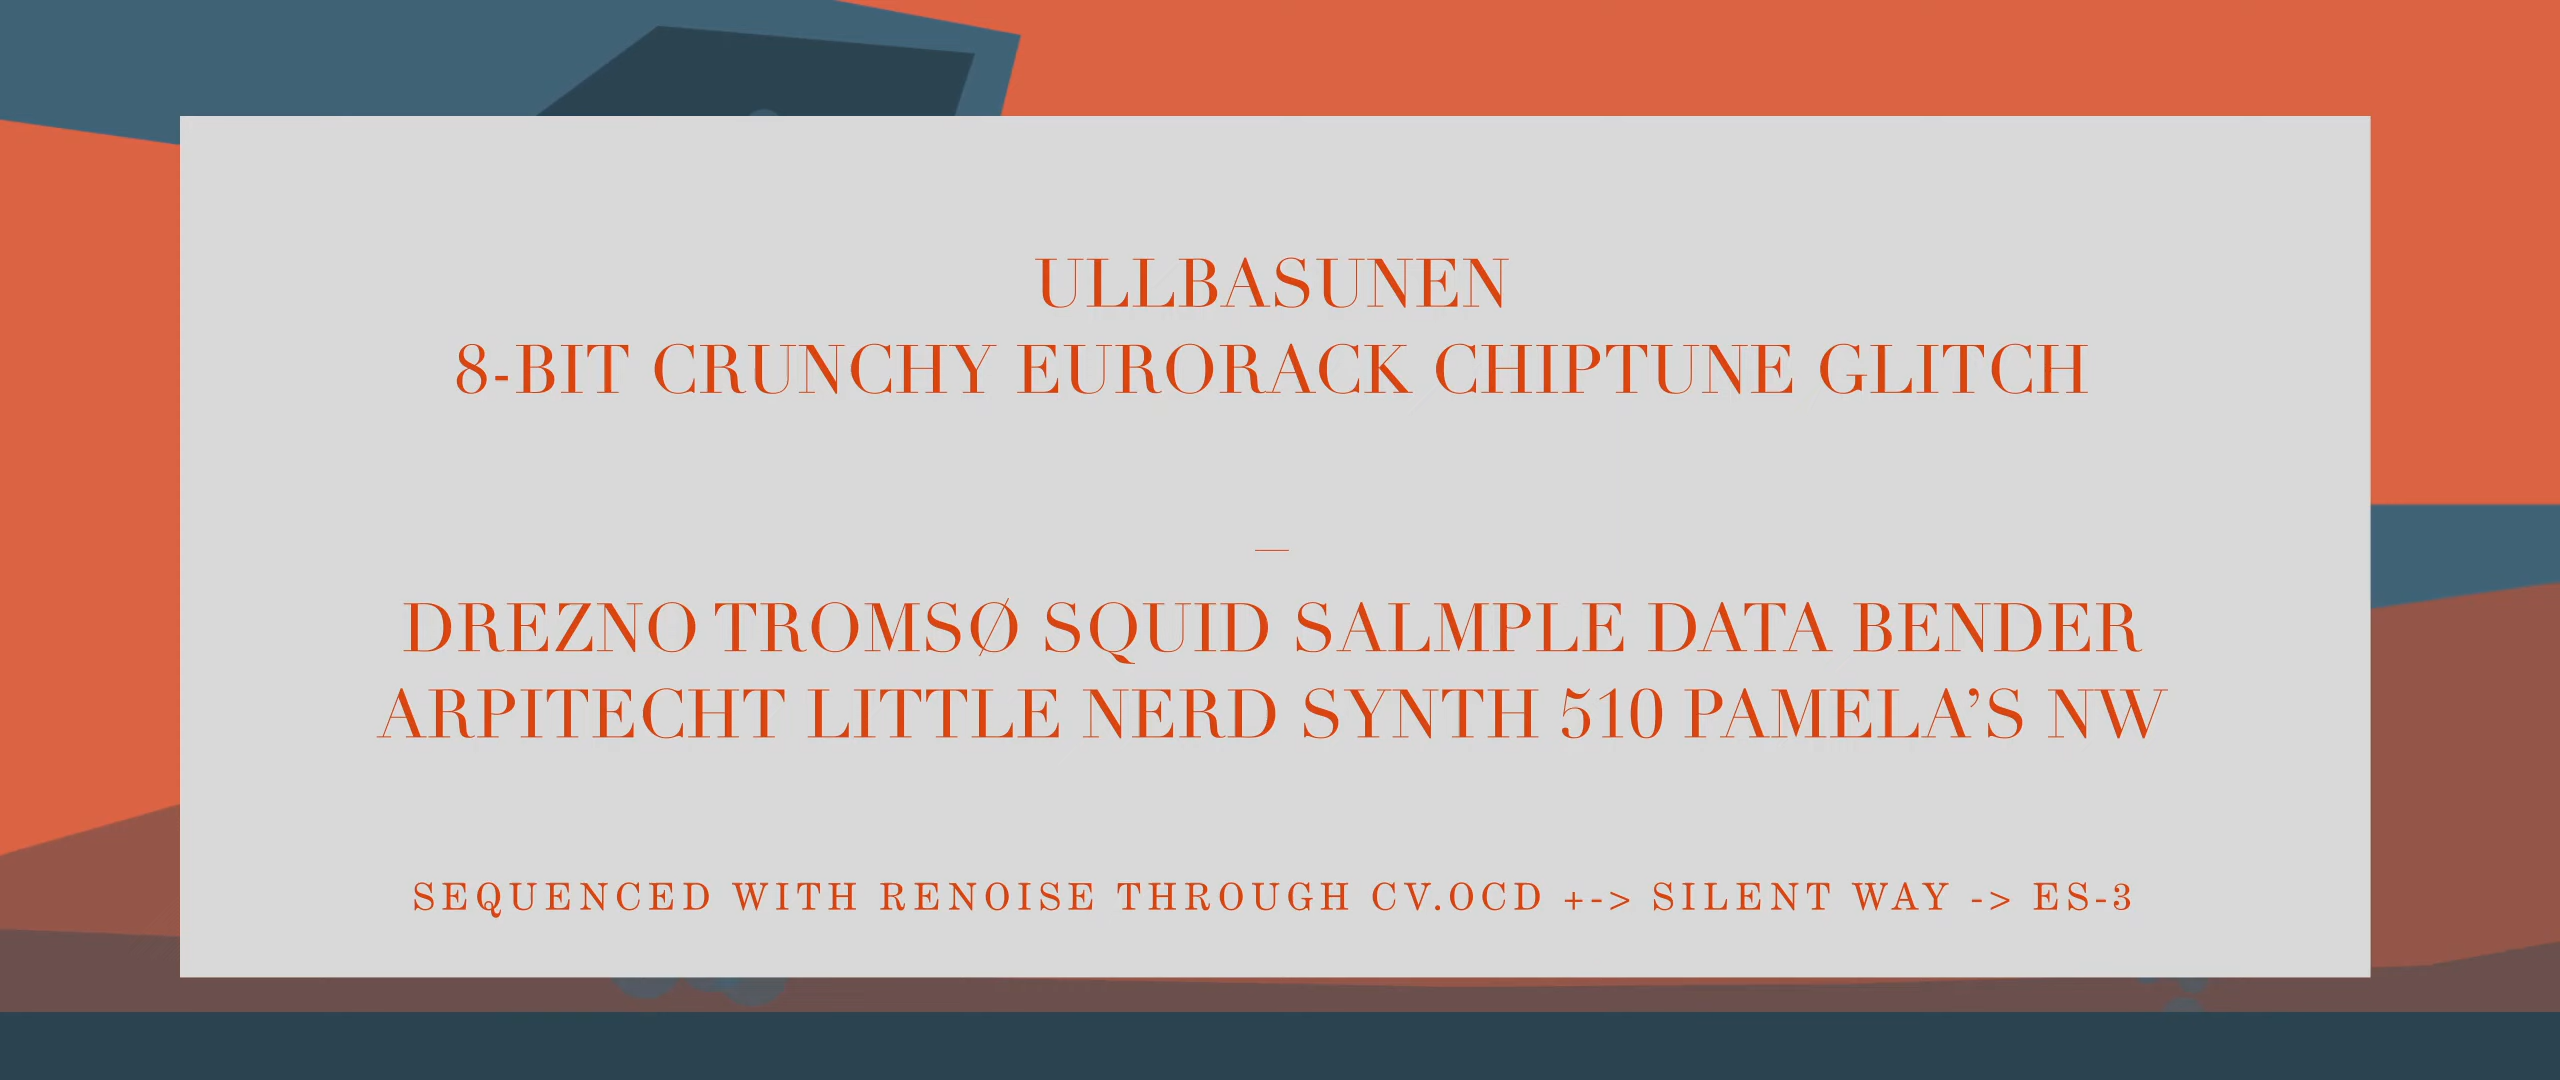 ULLBASUNEN
8-BIT CRUNCHY EURORACK CHIPTUNE GLITCH
—
DREZNO TROMSØ SQUID SALMPLE DATA BENDER
ARPITECHT LITTLE NERD SYNTH 510 PAMELA’S NW
SEQUENCED WITH RENOISE THROUGH CV.OCD +-> SILENT WAY -> ES-3